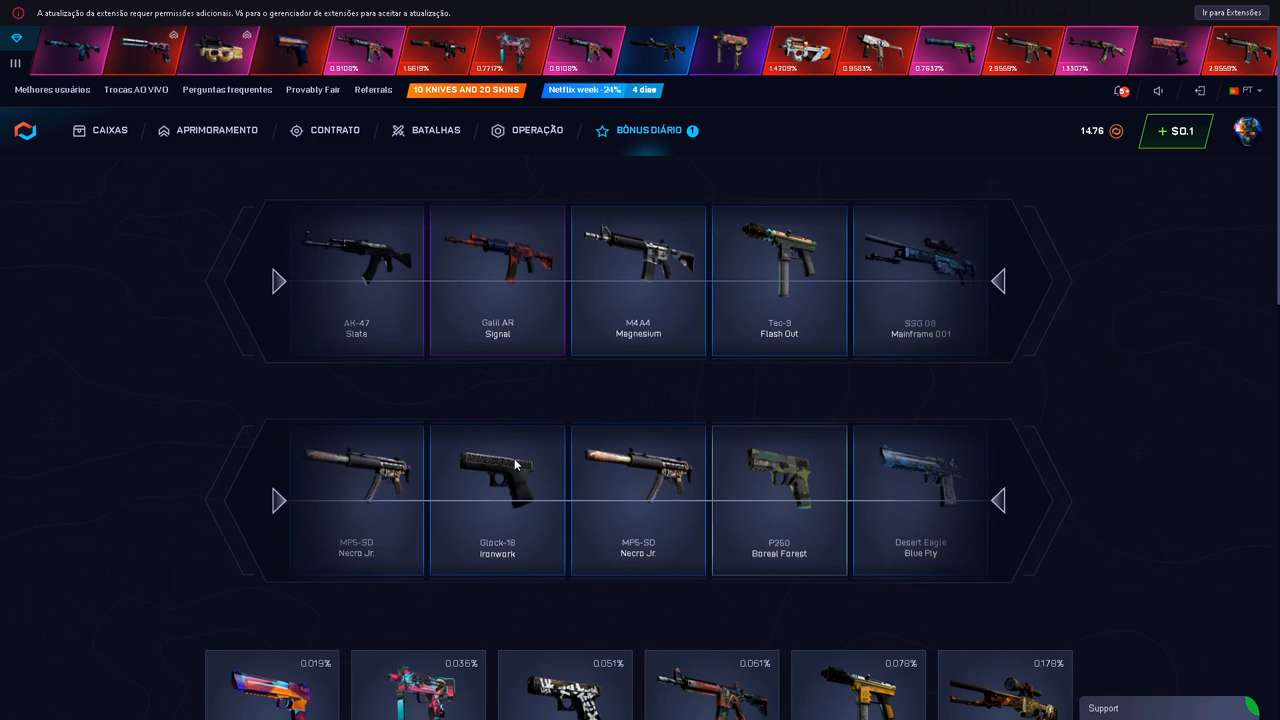 A atualização da extensão requer permissões adicionais. Vá para o gerenciador de extensões para aceitar a atualização.
Ir para Extensões
0.9108%
1.5619%
0.7717%
0.9108%
1.4209%
0.9583%
0.7632%
2.9559%
1.3307%
2.9559%
Melhores usuários
Trocas AO VIVO
Perguntas frequentes
Provably Fair
Referrals
10 KNIVES AND 20 SKINS
Netflix week -24%
4 dias
5+
PT
CAIXAS
APRIMORAMENTO
CONTRATO
BATALHAS
OPERAÇÃO
BÔNUS DIÁRIO
1
14.76
+ $0.1
AK-47
Slate
Galil AR
Signal
M4A4
Magnesium
Tec-9
Flash Out
SSG 08
Mainframe 001
MP5-SD
Necro Jr.
Glock-18
Ironwork
MP5-SD
Necro Jr.
P250
Boreal Forest
Desert Eagle
Blue Ply
0.019%
0.036%
0.051%
0.061%
0.078%
0.178%
Support